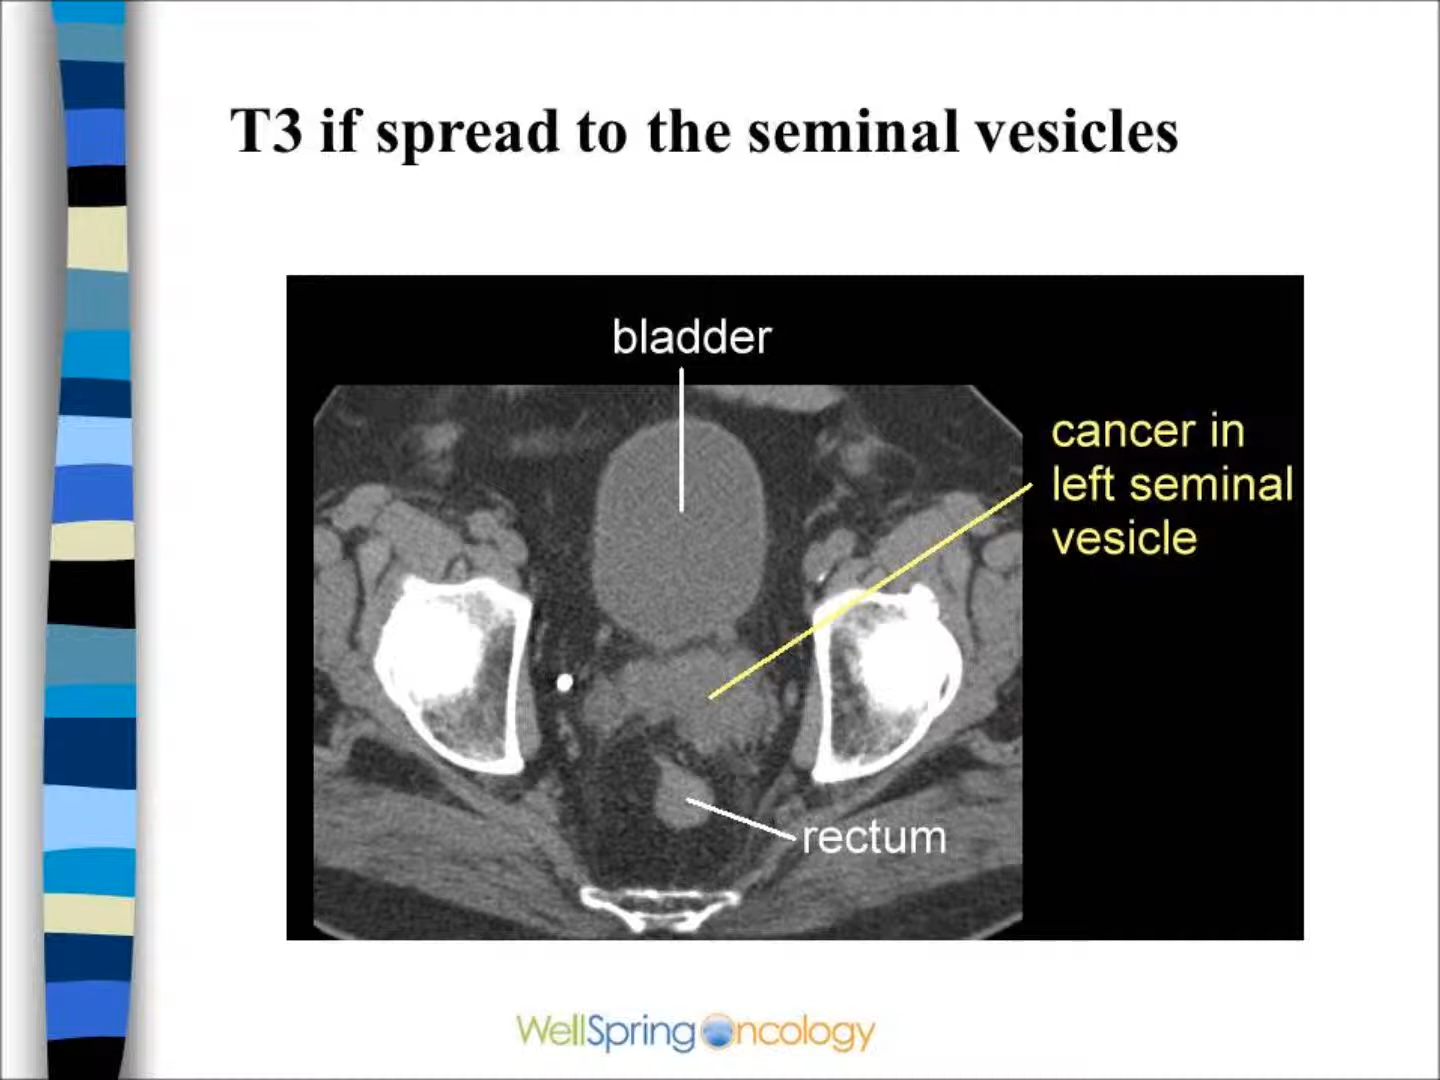 T3 if spread to the seminal vesicles
bladder
cancer in
left seminal
vesicle
rectum
WellSpring Oncology